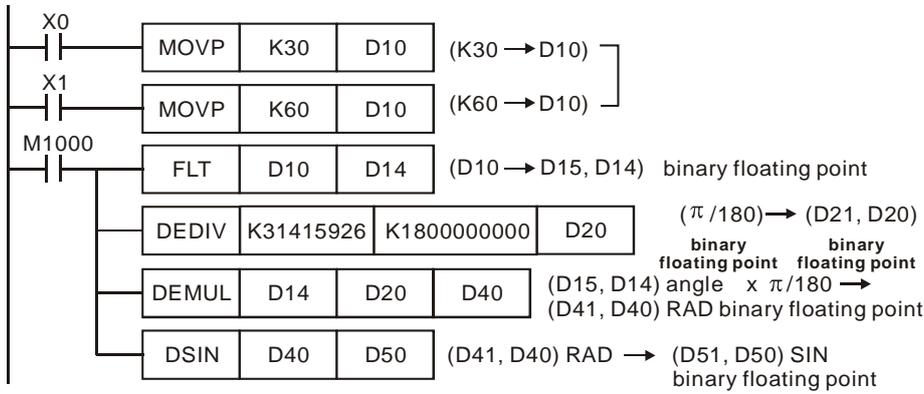 X0
MOVP K30 D10 (K30 → D10)
X1
MOVP K60 D10 (K60 → D10)
M1000
FLT D10 D14 (D10 → D15, D14) binary floating point
DEDIV K31415926 K1800000000 D20 (π/180) → (D21, D20)
binary floating point binary floating point
DEMUL D14 D20 D40 (D15, D14) angle x π/180 →
(D41, D40) RAD binary floating point
DSIN D40 D50 (D41, D40) RAD → (D51, D50) SIN
binary floating point